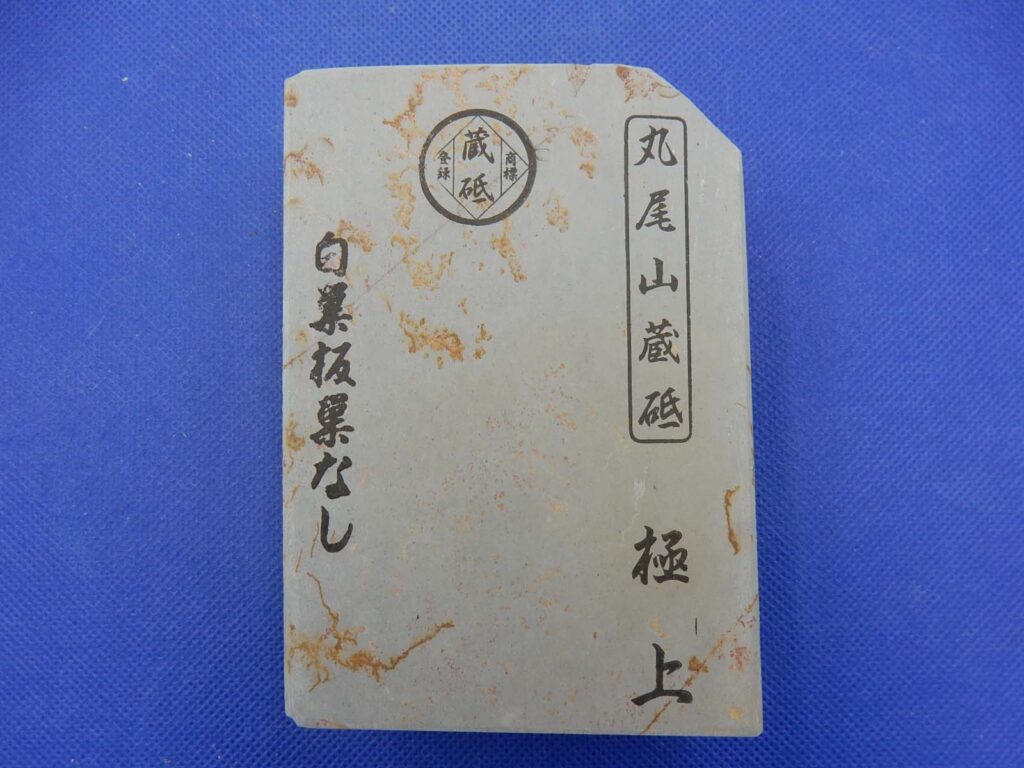 丸尾山蔵砥
極上
商標
蔵砥
登録
白巣板巣なし